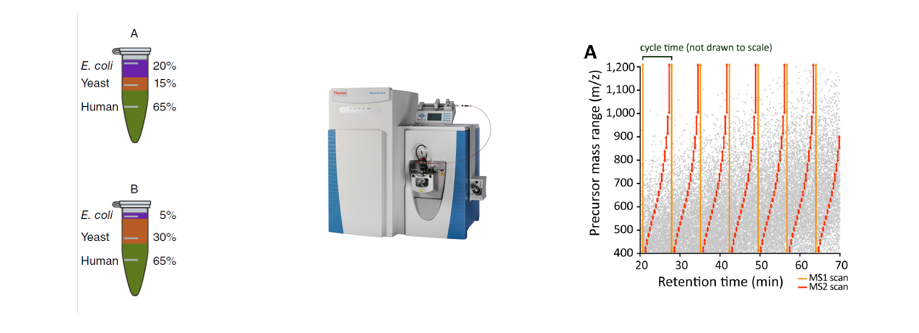 A
E. coli 20%
Yeast 15%
Human 65%
B
E. coli 5%
Yeast 30%
Human 65%
A
cycle time (not drawn to scale)
Precursor mass range (m/z)
1,200
1,100
1,000
900
800
700
600
500
400
20 30 40 50 60 70
Retention time (min)
MS1 scan
MS2 scan